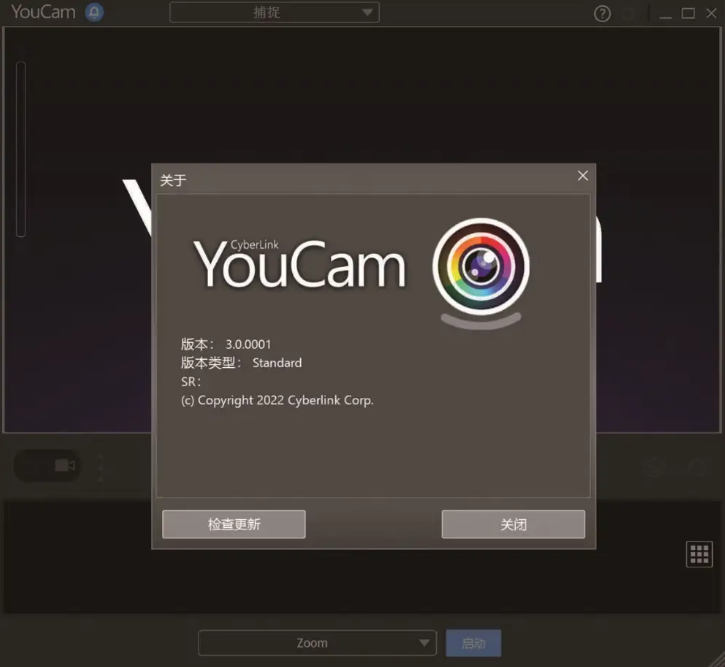 YouCam
捕捉
关于
CyberLink
YouCam
版本： 3.0.0001
版本类型： Standard
SR：
(c) Copyright 2022 Cyberlink Corp.
检查更新
关闭
Zoom
启动